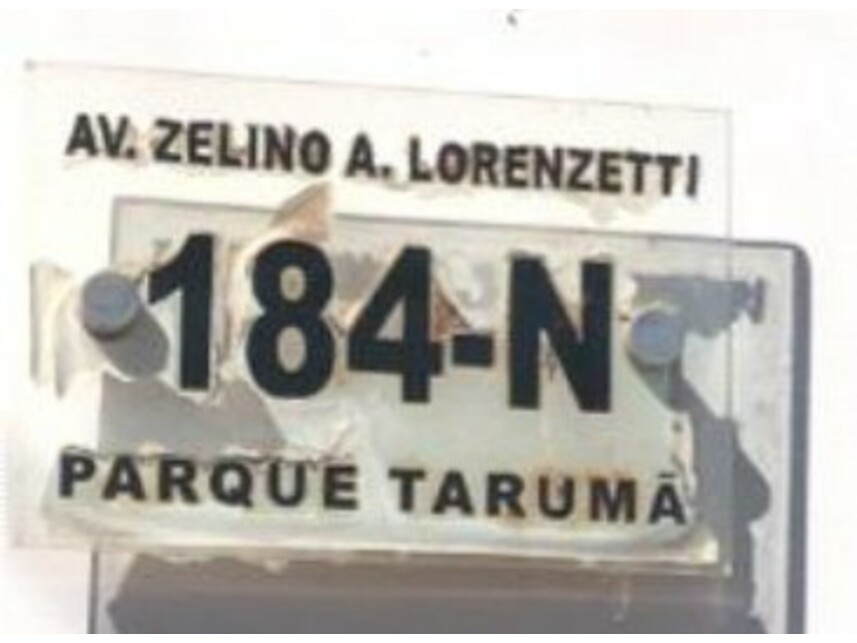 AV. ZELINO A. LORENZETTI
184-N
PARQUE TARUMÃ